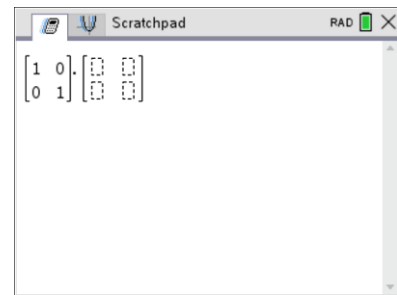 Scratchpad RAD
[1 0] . [⬚ ⬚]
[0 1] [⬚ ⬚]